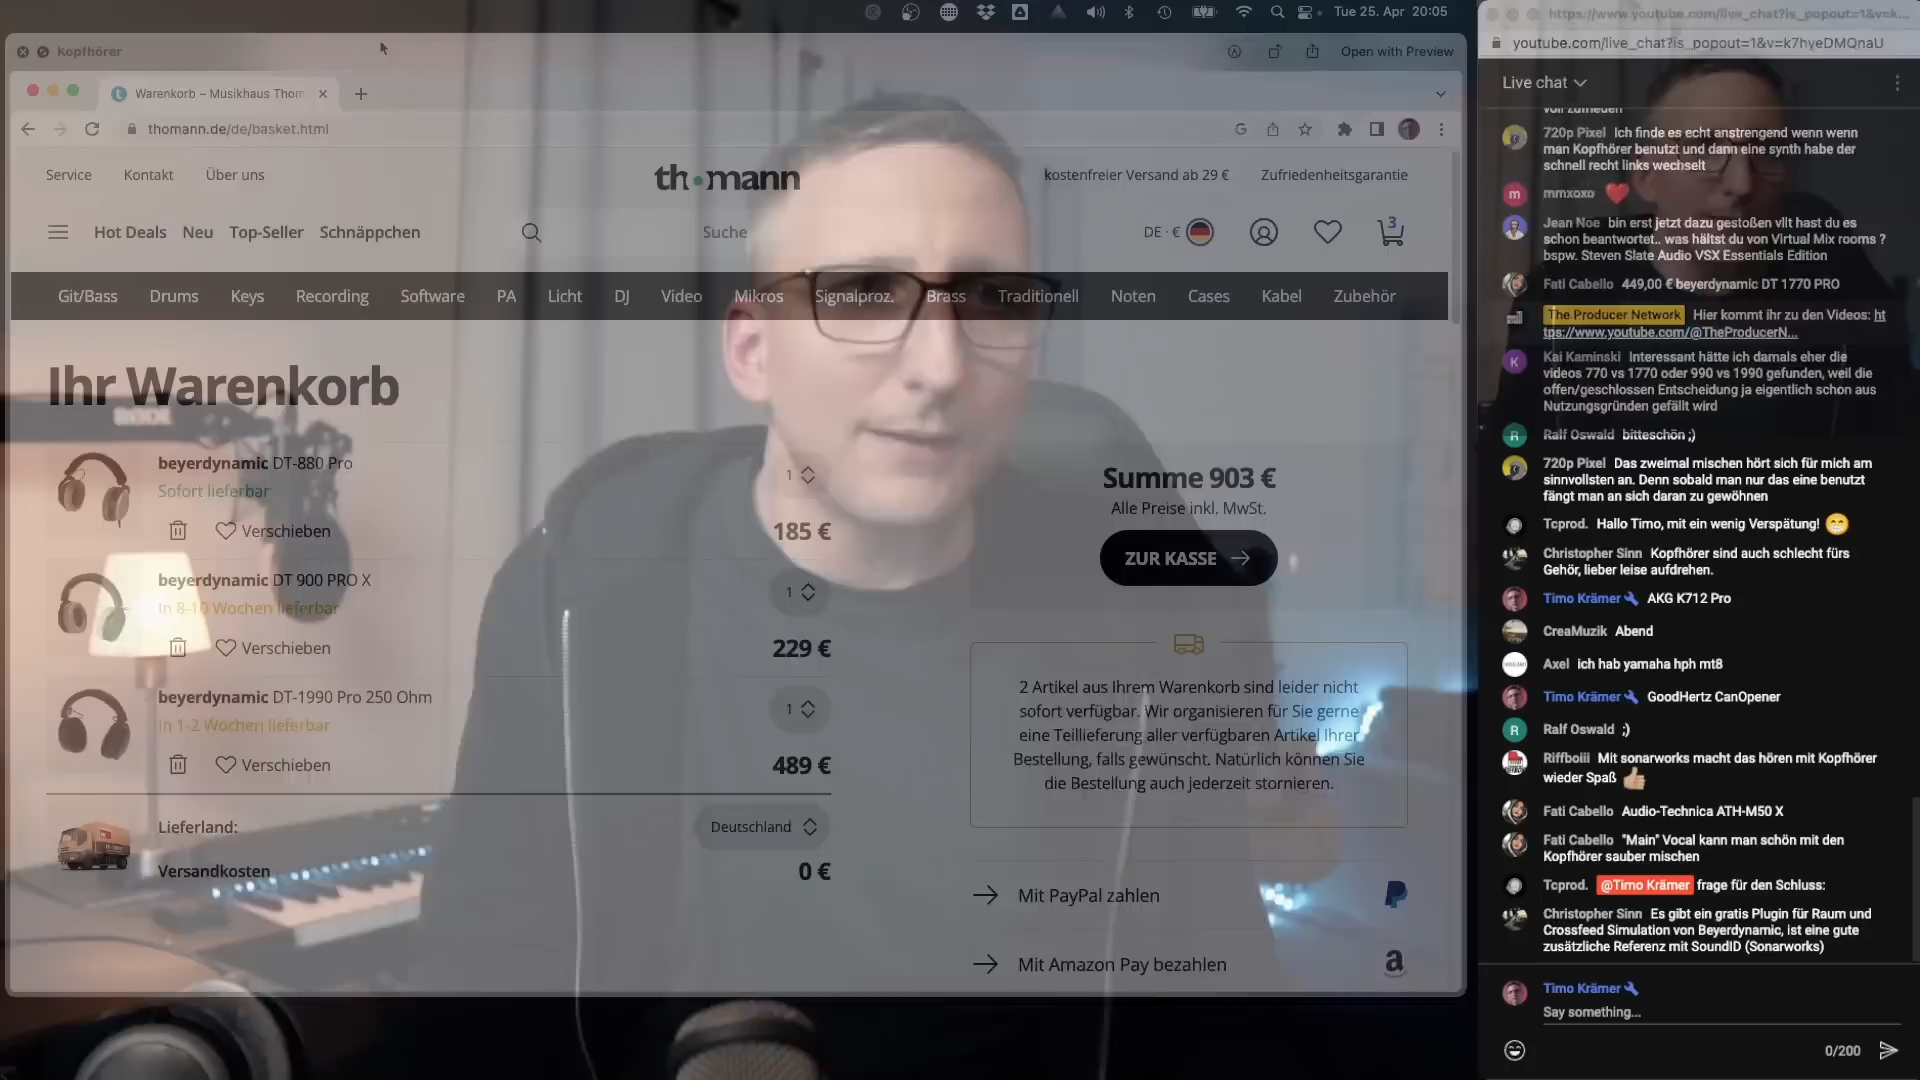 Tue 25. Apr 20:05
Kopfhörer
Open with Preview
Warenkorb – Musikhaus Thom
thomann.de/de/basket.html
Service
Kontakt
Über uns
thomann
kostenfreier Versand ab 29 €
Zufriedenheitsgarantie
Hot Deals
Neu
Top-Seller
Schnäppchen
Suche
DE · €
3
Git/Bass
Drums
Keys
Recording
Software
PA
Licht
DJ
Video
Mikros
Signalproz.
Brass
Traditionell
Noten
Cases
Kabel
Zubehör
Ihr Warenkorb
beyerdynamic DT-880 Pro
Sofort lieferbar
Verschieben
1
185 €
beyerdynamic DT 900 PRO X
In 8-10 Wochen lieferbar
Verschieben
1
229 €
beyerdynamic DT-1990 Pro 250 Ohm
In 1-2 Wochen lieferbar
Verschieben
1
489 €
Lieferland:
Deutschland
Versandkosten
0 €
Summe 903 €
Alle Preise inkl. MwSt.
ZUR KASSE
2 Artikel aus Ihrem Warenkorb sind leider nicht
sofort verfügbar. Wir organisieren für Sie gerne
eine Teillieferung aller verfügbaren Artikel Ihrer
Bestellung, falls gewünscht. Natürlich können Sie
die Bestellung auch jederzeit stornieren.
Mit PayPal zahlen
Mit Amazon Pay bezahlen
https://www.youtube.com/live_chat?is_popout=1&v=k...
youtube.com/live_chat?is_popout=1&v=k7hyeDMQnaU
Live chat
voll zufrieden
720p Pixel Ich finde es echt anstrengend wenn wenn
man Kopfhörer benutzt und dann eine synth habe der
schnell recht links wechselt
m
mmxoxo
Jean Noe bin erst jetzt dazu gestoßen vllt hast du es
schon beantwortet.. was hältst du von Virtual Mix rooms ?
bspw. Steven Slate Audio VSX Essentials Edition
Fati Cabello 449,00 € beyerdynamic DT 1770 PRO
The Producer Network Hier kommt ihr zu den Videos: ht
tps://www.youtube.com/@TheProducerN...
K
Kai Kaminski Interessant hätte ich damals eher die
videos 770 vs 1770 oder 990 vs 1990 gefunden, weil die
offen/geschlossen Entscheidung ja eigentlich schon aus
Nutzungsgründen gefällt wird
R
Ralf Oswald bitteschön ;)
720p Pixel Das zweimal mischen hört sich für mich am
sinnvollsten an. Denn sobald man nur das eine benutzt
fängt man an sich daran zu gewöhnen
Tcprod. Hallo Timo, mit ein wenig Verspätung!
Christopher Sinn Kopfhörer sind auch schlecht fürs
Gehör, lieber leise aufdrehen.
Timo Krämer AKG K712 Pro
CreaMuzik Abend
Axel ich hab yamaha hph mt8
Timo Krämer GoodHertz CanOpener
R
Ralf Oswald ;)
Riffboiii Mit sonarworks macht das hören mit Kopfhörer
wieder Spaß
Fati Cabello Audio-Technica ATH-M50 X
Fati Cabello "Main" Vocal kann man schön mit den
Kopfhörer sauber mischen
Tcprod. @Timo Krämer frage für den Schluss:
Christopher Sinn Es gibt ein gratis Plugin für Raum und
Crossfeed Simulation von Beyerdynamic, ist eine gute
zusätzliche Referenz mit SoundID (Sonarworks)
Timo Krämer
Say something...
0/200